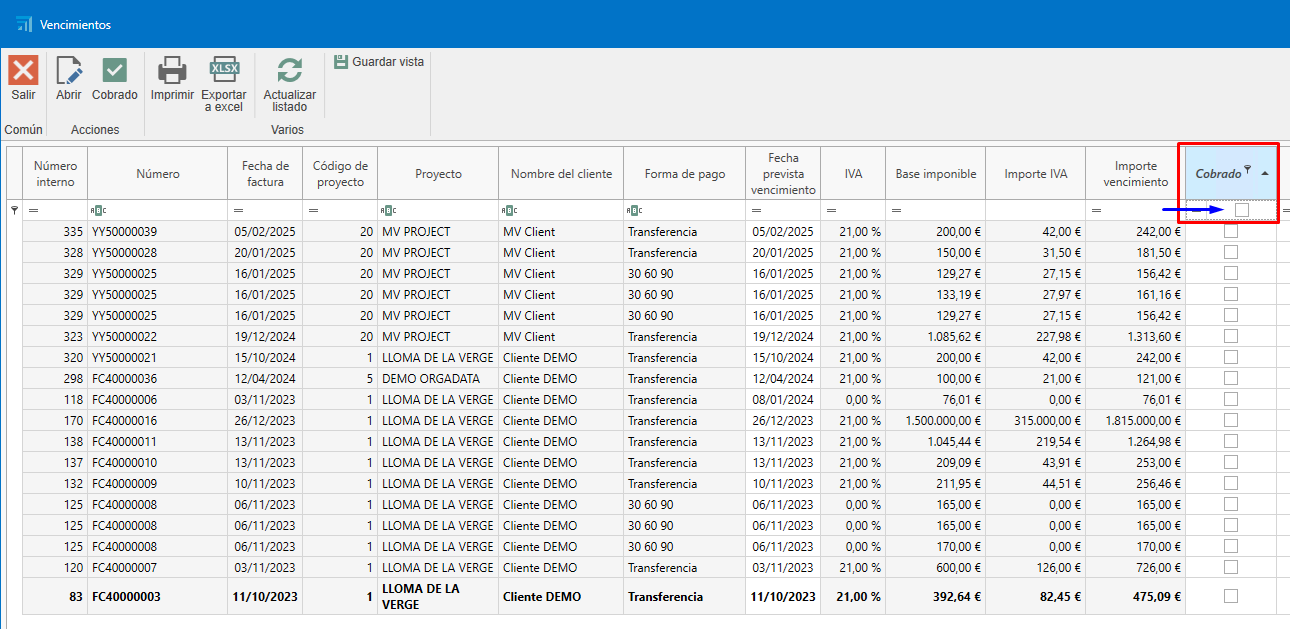 Vencimientos
Salir
Abrir
Cobrado
Imprimir
XLSX
Exportar
a excel
Actualizar
listado
Guardar vista
Común
Acciones
Varios
Número
interno
Número
Fecha de
factura
Código de
proyecto
Proyecto
Nombre del cliente
Forma de pago
Fecha
prevista
vencimiento
IVA
Base imponible
Importe IVA
Importe
vencimiento
Cobrado
= ABC = = ABC ABC ABC = = = =
335 YY50000039 05/02/2025 20 MV PROJECT MV Client Transferencia 05/02/2025 21,00 % 200,00 € 42,00 € 242,00 €
328 YY50000028 20/01/2025 20 MV PROJECT MV Client Transferencia 20/01/2025 21,00 % 150,00 € 31,50 € 181,50 €
329 YY50000025 16/01/2025 20 MV PROJECT MV Client 30 60 90 16/01/2025 21,00 % 129,27 € 27,15 € 156,42 €
329 YY50000025 16/01/2025 20 MV PROJECT MV Client 30 60 90 16/01/2025 21,00 % 133,19 € 27,97 € 161,16 €
329 YY50000025 16/01/2025 20 MV PROJECT MV Client 30 60 90 16/01/2025 21,00 % 129,27 € 27,15 € 156,42 €
323 YY50000022 19/12/2024 20 MV PROJECT MV Client Transferencia 19/12/2024 21,00 % 1.085,62 € 227,98 € 1.313,60 €
320 YY50000021 15/10/2024 1 LLOMA DE LA VERGE Cliente DEMO Transferencia 15/10/2024 21,00 % 200,00 € 42,00 € 242,00 €
298 FC40000036 12/04/2024 5 DEMO ORGADATA Cliente DEMO Transferencia 12/04/2024 21,00 % 100,00 € 21,00 € 121,00 €
118 FC40000006 03/11/2023 1 LLOMA DE LA VERGE Cliente DEMO Transferencia 08/01/2024 0,00 % 76,01 € 0,00 € 76,01 €
170 FC40000016 26/12/2023 1 LLOMA DE LA VERGE Cliente DEMO Transferencia 26/12/2023 21,00 % 1.500.000,00 € 315.000,00 € 1.815.000,00 €
138 FC40000011 13/11/2023 1 LLOMA DE LA VERGE Cliente DEMO Transferencia 13/11/2023 21,00 % 1.045,44 € 219,54 € 1.264,98 €
137 FC40000010 13/11/2023 1 LLOMA DE LA VERGE Cliente DEMO Transferencia 13/11/2023 21,00 % 209,09 € 43,91 € 253,00 €
132 FC40000009 10/11/2023 1 LLOMA DE LA VERGE Cliente DEMO Transferencia 10/11/2023 21,00 % 211,95 € 44,51 € 256,46 €
125 FC40000008 06/11/2023 1 LLOMA DE LA VERGE Cliente DEMO 30 60 90 06/11/2023 0,00 % 165,00 € 0,00 € 165,00 €
125 FC40000008 06/11/2023 1 LLOMA DE LA VERGE Cliente DEMO 30 60 90 06/11/2023 0,00 % 165,00 € 0,00 € 165,00 €
125 FC40000008 06/11/2023 1 LLOMA DE LA VERGE Cliente DEMO 30 60 90 06/11/2023 0,00 % 170,00 € 0,00 € 170,00 €
120 FC40000007 03/11/2023 1 LLOMA DE LA VERGE Cliente DEMO Transferencia 03/11/2023 21,00 % 600,00 € 126,00 € 726,00 €
83 FC40000003 11/10/2023 1 LLOMA DE LA
VERGE Cliente DEMO Transferencia 11/10/2023 21,00 % 392,64 € 82,45 € 475,09 €